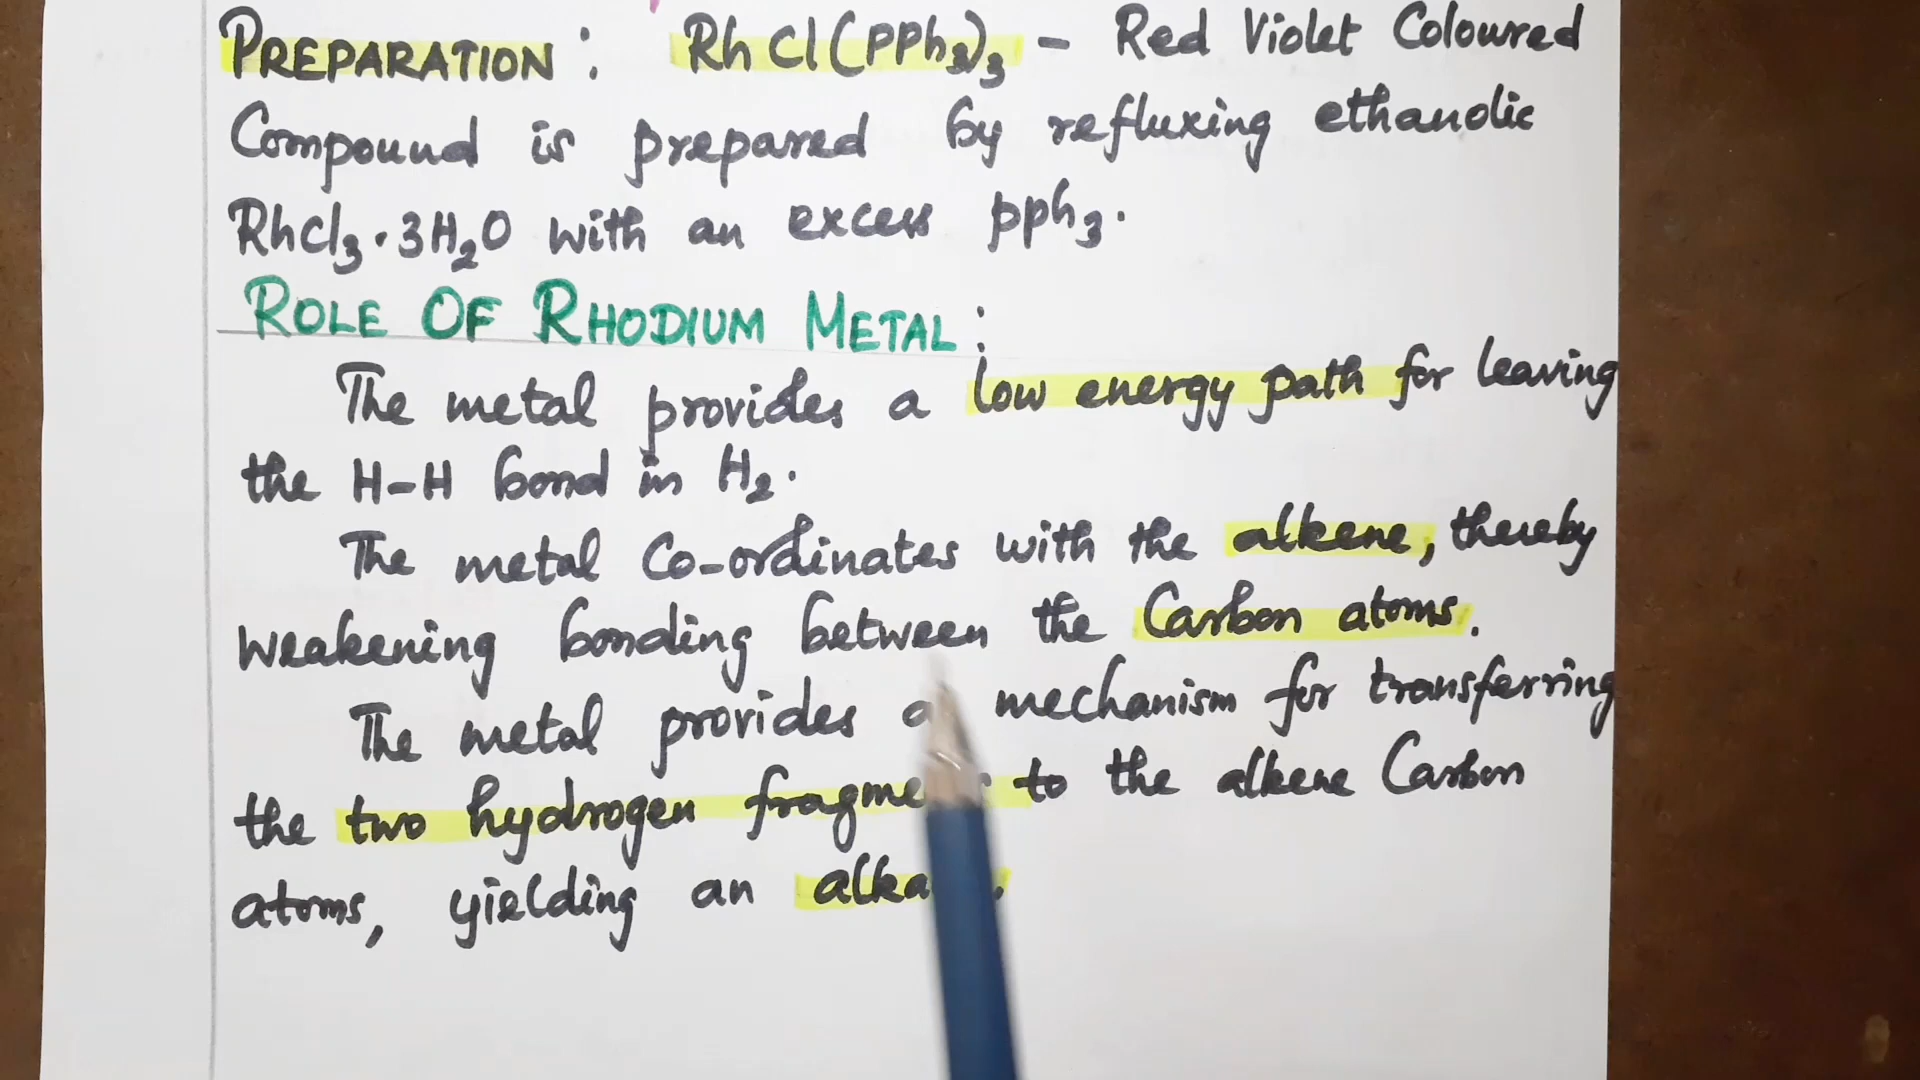 PREPARATION : RhCl(PPh3)3 - Red Violet Coloured
Compound is prepared by refluxing ethanolic
RhCl3.3H2O with an excess pph3.
ROLE OF RHODIUM METAL:
The metal provides a low energy path for leaving
the H-H bond in H2.
The metal Co-ordinates with the alkene, thereby
weakening bonding between the Carbon atoms.
The metal provides a mechanism for transferring
the two hydrogen to the alkene Carbon
atoms, yielding an